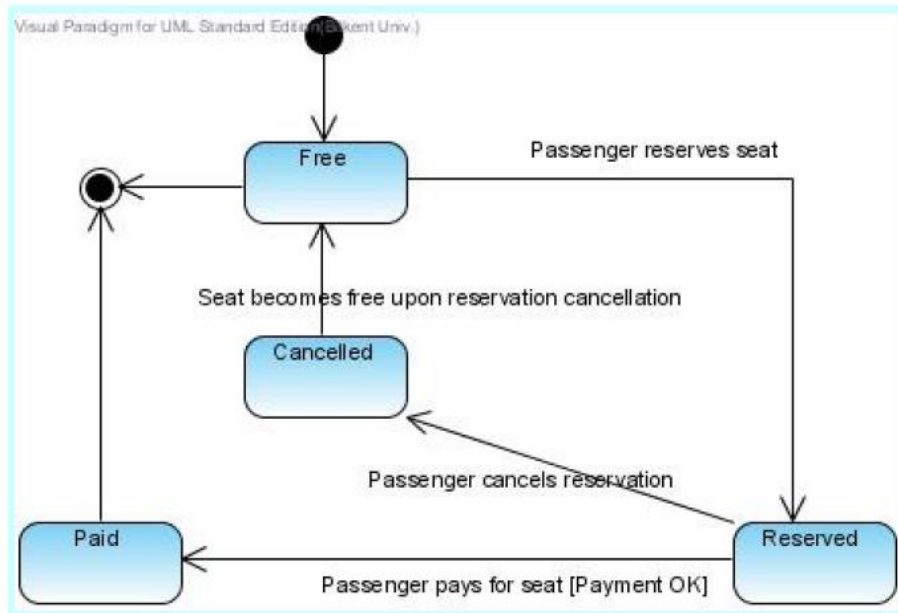 Visual Paradigm for UML Standard Edition(Bilkent Univ.)
Free
Passenger reserves seat
Seat becomes free upon reservation cancellation
Cancelled
Passenger cancels reservation
Paid
Reserved
Passenger pays for seat [Payment OK]